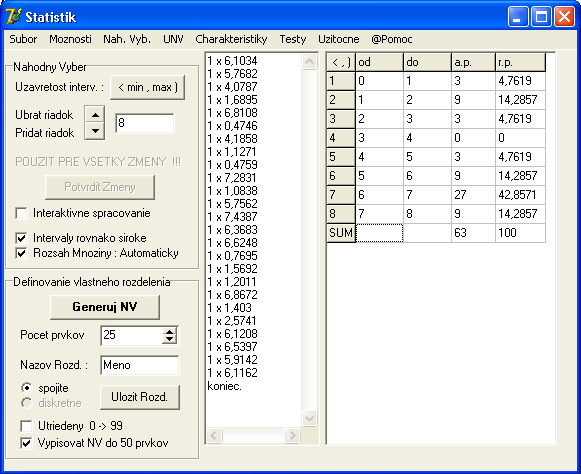 Statistik
Subor Moznosti Nah. Vyb. UNV Charakteristiky Testy Uzitocne @Pomoc
Nahodny Vyber
Uzavretost interv. : < min , max )
Ubrat riadok
Pridat riadok
8
POUZIT PRE VSETKY ZMENY !!!
Potvrdit Zmeny
Interaktivne spracovanie
Intervaly rovnako siroke
Rozsah Mnoziny : Automaticky
Definovanie vlastneho rozdelenia
Generuj NV
Pocet prvkov 25
Nazov Rozd. : Meno
spojite
diskretne
Ulozit Rozd.
Utriedeny 0 -> 99
Vypisovat NV do 50 prvkov
1 x 6,1034
1 x 5,7682
1 x 4,0787
1 x 1,6895
1 x 6,8108
1 x 0,4746
1 x 4,1858
1 x 1,1271
1 x 0,4759
1 x 7,2831
1 x 1,0838
1 x 5,7562
1 x 7,4387
1 x 6,3683
1 x 6,6248
1 x 0,7695
1 x 1,5692
1 x 1,2011
1 x 6,8672
1 x 1,403
1 x 2,5741
1 x 6,1208
1 x 6,5397
1 x 5,9142
1 x 6,1162
koniec.
< , ) od do a.p. r.p.
1 0 1 3 4,7619
2 1 2 9 14,2857
3 2 3 3 4,7619
4 3 4 0 0
5 4 5 3 4,7619
6 5 6 9 14,2857
7 6 7 27 42,8571
8 7 8 9 14,2857
SUM 63 100